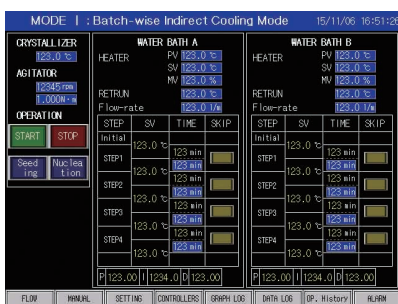 MODE I : Batch-wise Indirect Cooling Mode 15/11/06 16:51:26
CRYSTALLIZER
123.0 ℃
AGITATOR
12345 rpm
1.000N·m
OPERATION
START STOP
Seed
ing
Nuclea
tion
WATER BATH A
HEATER PV 123.0 ℃
SV 123.0 ℃
MV 123.0 %
RETRUN 123.0 ℃
Flow-rate 123.0 l/m
STEP SV TIME SKIP
Initial
123.0 ℃
STEP1 123 min
123 min
123.0 ℃
STEP2 123 min
123 min
123.0 ℃
STEP3 123 min
123 min
123.0 ℃
STEP4 123 min
123 min
123.0 ℃
P 123.00 I 1234.0 D 123.00
WATER BATH B
HEATER PV 123.0 ℃
SV 123.0 ℃
MV 123.0 %
RETRUN 123.0 ℃
Flow-rate 123.0 l/m
STEP SV TIME SKIP
Initial
123.0 ℃
STEP1 123 min
123 min
123.0 ℃
STEP2 123 min
123 min
123.0 ℃
STEP3 123 min
123 min
123.0 ℃
STEP4 123 min
123 min
123.0 ℃
P 123.00 I 1234.0 D 123.00
FLOW MANUAL SETTING CONTROLLERS GRAPH LOG DATA LOG OP. History ALARM